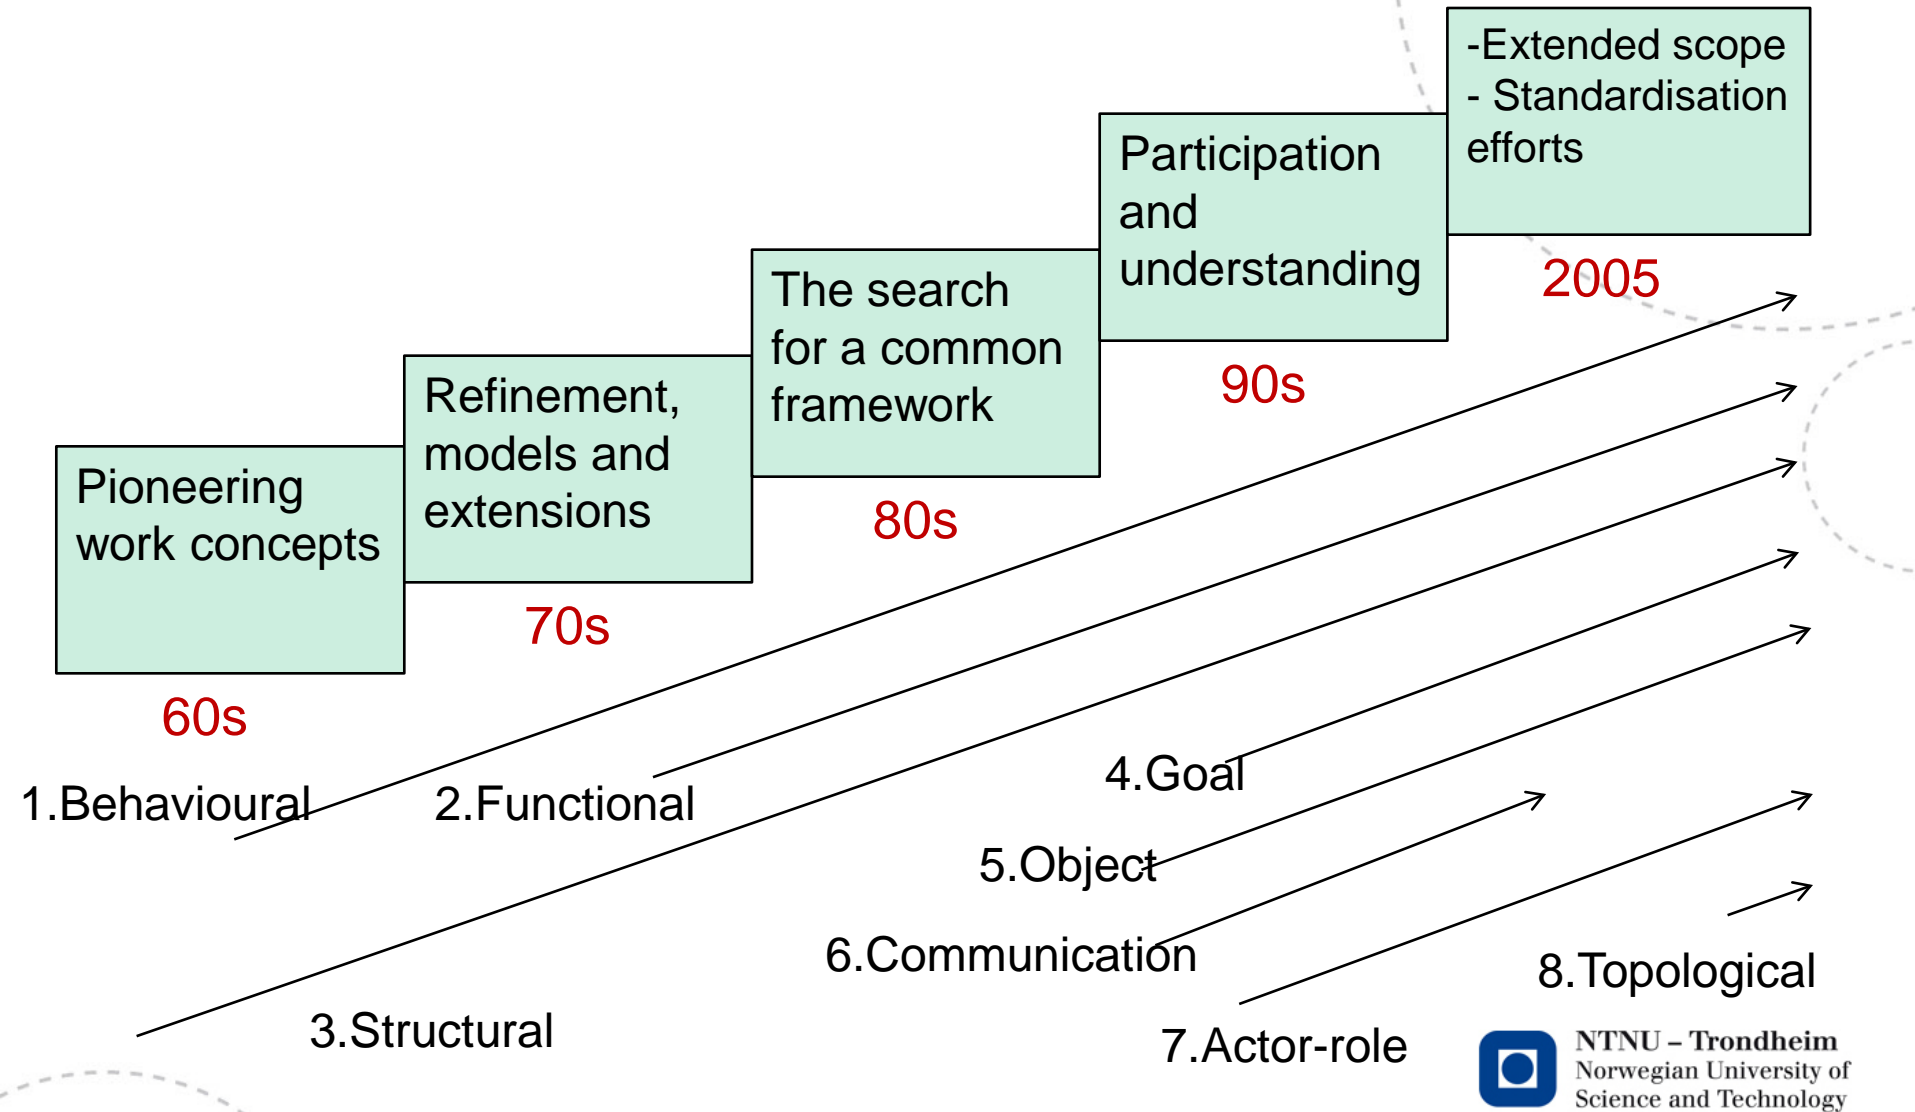 -Extended scope
- Standardisation
efforts
2005
Participation
and
understanding
90s
The search
for a common
framework
80s
Refinement,
models and
extensions
70s
Pioneering
work concepts
60s
1.Behavioural
2.Functional
3.Structural
4.Goal
5.Object
6.Communication
7.Actor-role
8.Topological
NTNU – Trondheim
Norwegian University of
Science and Technology